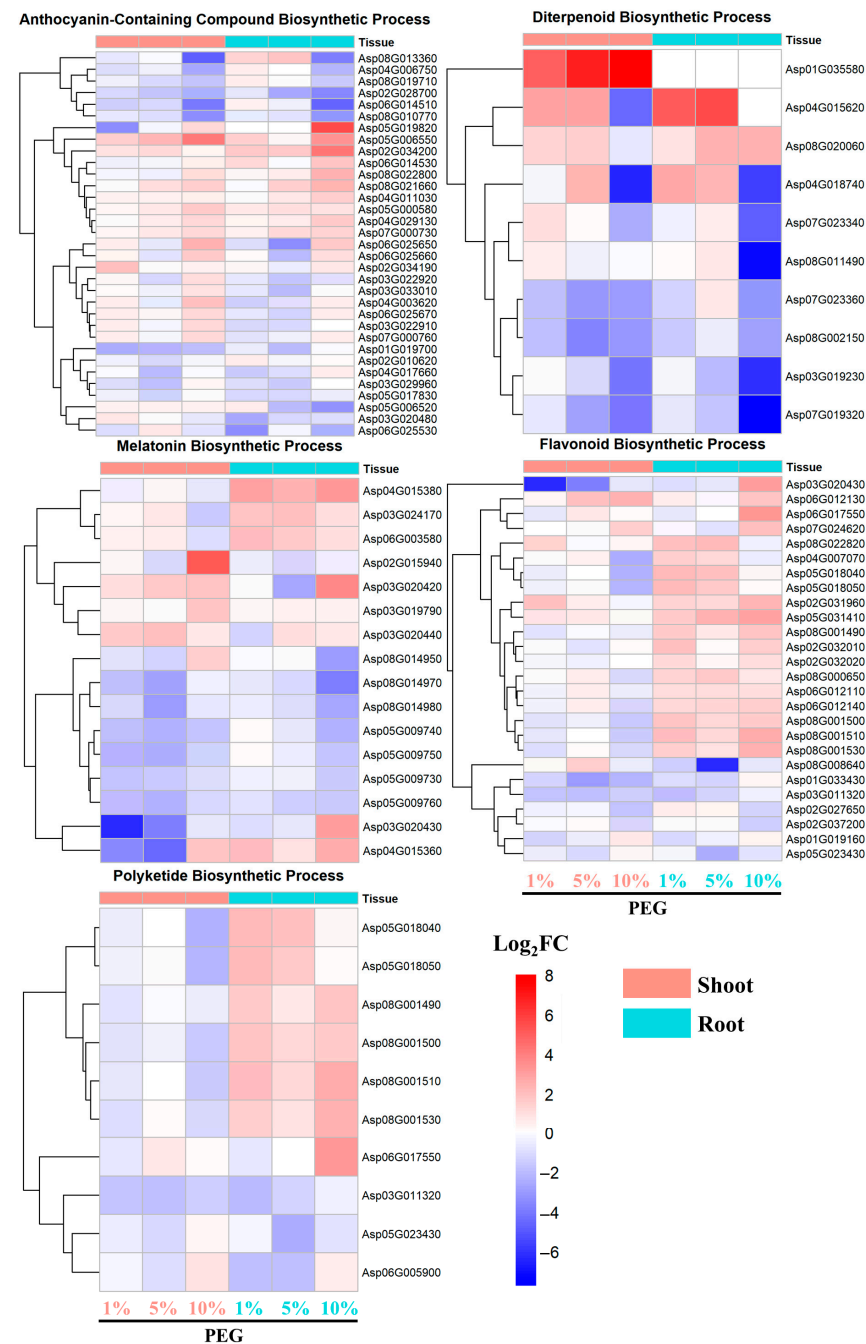 Anthocyanin-Containing Compound Biosynthetic Process
Tissue
Asp08G013360
Asp04G006750
Asp08G019710
Asp02G028700
Asp06G014510
Asp08G010770
Asp05G019820
Asp05G006550
Asp02G034200
Asp06G014530
Asp08G022800
Asp08G021660
Asp04G011030
Asp05G000580
Asp04G029130
Asp07G000730
Asp06G025650
Asp06G025660
Asp02G034190
Asp03G022920
Asp03G033010
Asp04G003620
Asp06G025670
Asp03G022910
Asp07G000760
Asp01G019700
Asp02G010620
Asp04G017660
Asp03G029960
Asp05G017830
Asp05G006520
Asp03G020480
Asp06G025530
Diterpenoid Biosynthetic Process
Tissue
Asp01G035580
Asp04G015620
Asp08G020060
Asp04G018740
Asp07G023340
Asp08G011490
Asp07G023360
Asp08G002150
Asp03G019230
Asp07G019320
Melatonin Biosynthetic Process
Tissue
Asp04G015380
Asp03G024170
Asp06G003580
Asp02G015940
Asp03G020420
Asp03G019790
Asp03G020440
Asp08G014950
Asp08G014970
Asp08G014980
Asp05G009740
Asp05G009750
Asp05G009730
Asp05G009760
Asp03G020430
Asp04G015360
Flavonoid Biosynthetic Process
Tissue
Asp03G020430
Asp06G012130
Asp06G017550
Asp07G024620
Asp08G022820
Asp04G007070
Asp05G018040
Asp05G018050
Asp02G031960
Asp05G031410
Asp08G001490
Asp02G032010
Asp02G032020
Asp08G000650
Asp06G012110
Asp06G012140
Asp08G001500
Asp08G001510
Asp08G001530
Asp08G008640
Asp01G033430
Asp03G011320
Asp02G027650
Asp02G037200
Asp01G019160
Asp05G023430
1% 5% 10% 1% 5% 10%
PEG
Polyketide Biosynthetic Process
Tissue
Asp05G018040
Asp05G018050
Asp08G001490
Asp08G001500
Asp08G001510
Asp08G001530
Asp06G017550
Asp03G011320
Asp05G023430
Asp06G005900
1% 5% 10% 1% 5% 10%
PEG
Log₂FC
8
6
4
2
0
−2
−4
−6
Shoot
Root